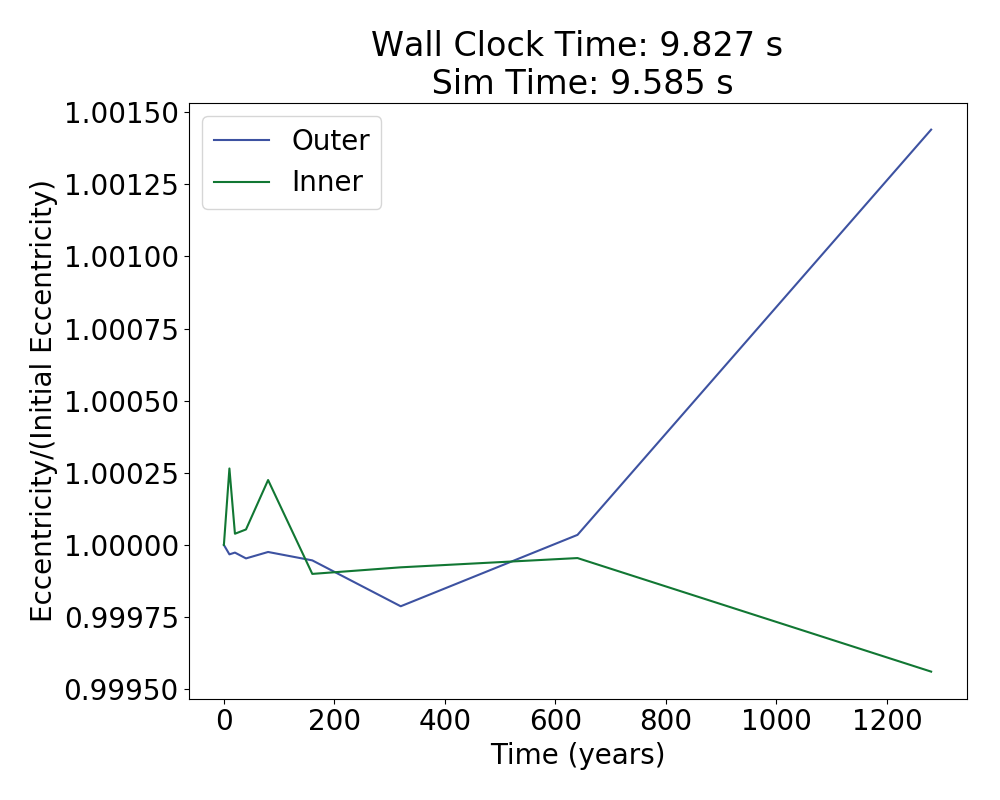 Wall Clock Time: 9.827 s
Sim Time: 9.585 s
Eccentricity/(Initial Eccentricity)
1.00150
1.00125
1.00100
1.00075
1.00050
1.00025
1.00000
0.99975
0.99950
Outer
Inner
0 200 400 600 800 1000 1200
Time (years)